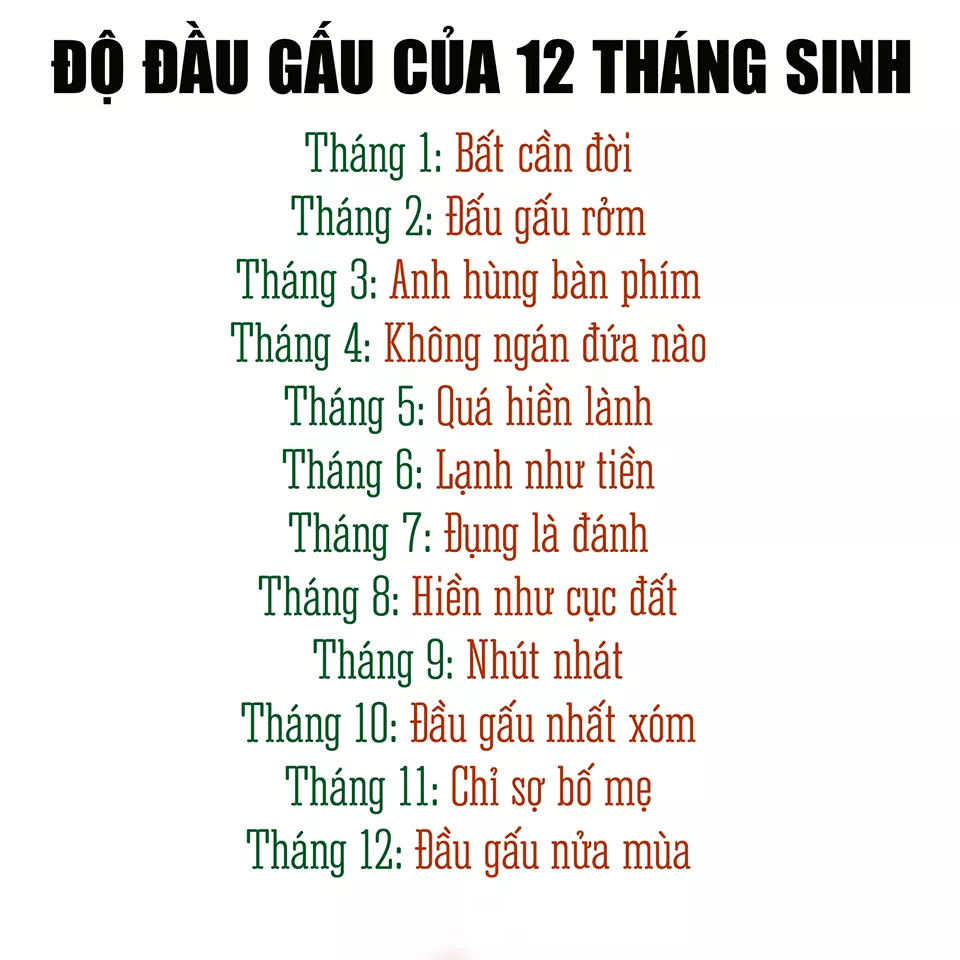 ĐỘ ĐẦU GẤU CỦA 12 THÁNG SINH
Tháng 1: Bất cần đời
Tháng 2: Đấu gấu rởm
Tháng 3: Anh hùng bàn phím
Tháng 4: Không ngán đứa nào
Tháng 5: Quá hiền lành
Tháng 6: Lạnh như tiền
Tháng 7: Đụng là đánh
Tháng 8: Hiền như cục đất
Tháng 9: Nhút nhát
Tháng 10: Đầu gấu nhất xóm
Tháng 11: Chỉ sợ bố mẹ
Tháng 12: Đầu gấu nửa mùa